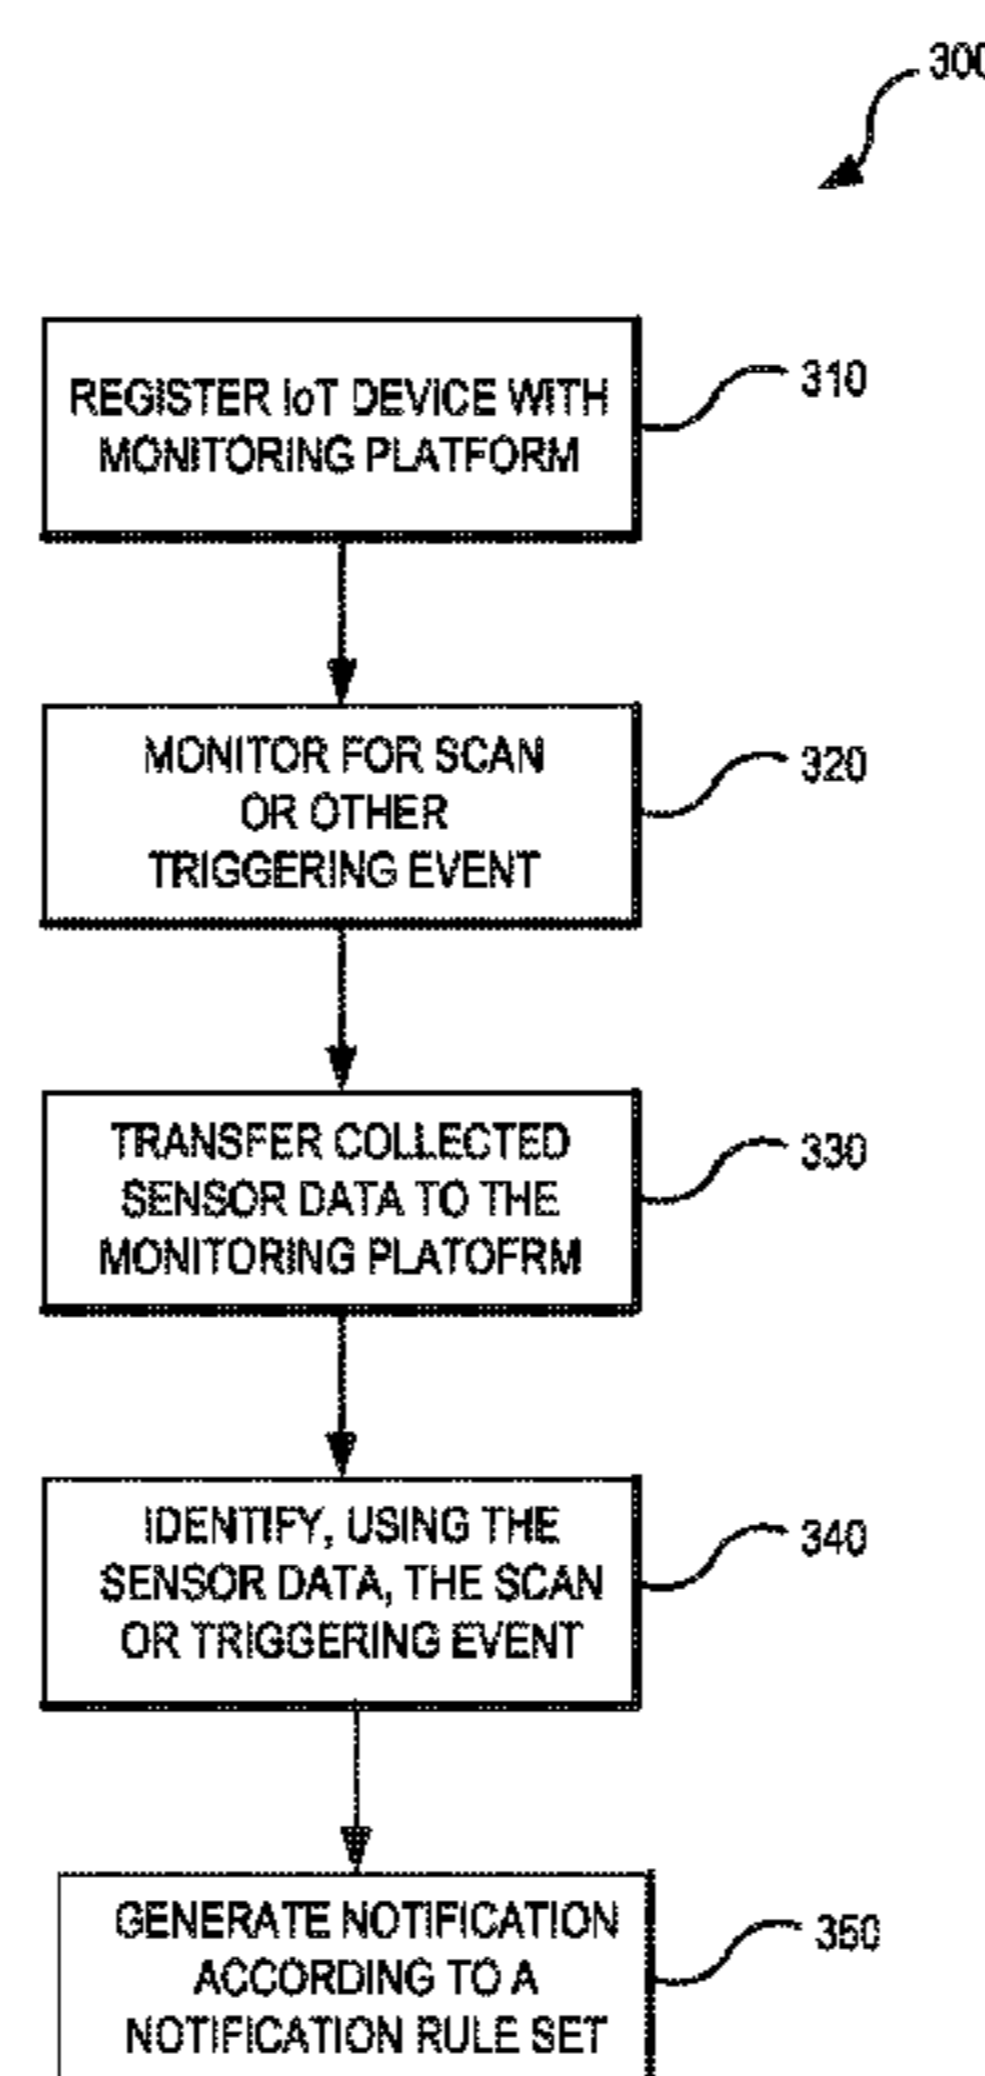 300
REGISTER IoT DEVICE WITH
MONITORING PLATFORM
310
MONITOR FOR SCAN
OR OTHER
TRIGGERING EVENT
320
TRANSFER COLLECTED
SENSOR DATA TO THE
MONITORING PLATOFRM
330
IDENTIFY, USING THE
SENSOR DATA, THE SCAN
OR TRIGGERING EVENT
340
GENERATE NOTIFICATION
ACCORDING TO A
NOTIFICATION RULE SET
350